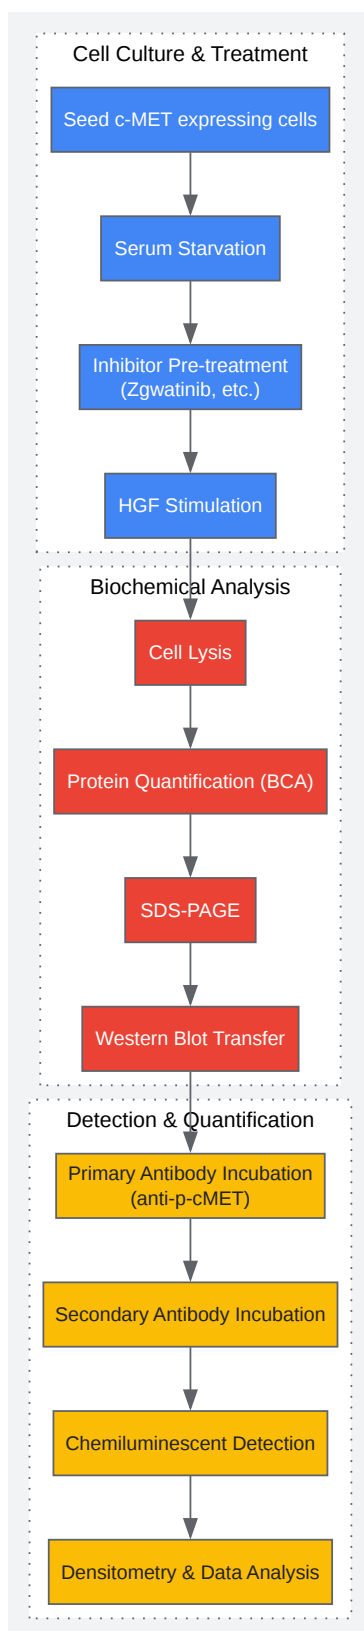 Cell Culture & Treatment
Seed c-MET expressing cells
Serum Starvation
Inhibitor Pre-treatment
(Zgwatinib, etc.)
HGF Stimulation
Biochemical Analysis
Cell Lysis
Protein Quantification (BCA)
SDS-PAGE
Western Blot Transfer
Detection & Quantification
Primary Antibody Incubation
(anti-p-cMET)
Secondary Antibody Incubation
Chemiluminescent Detection
Densitometry & Data Analysis